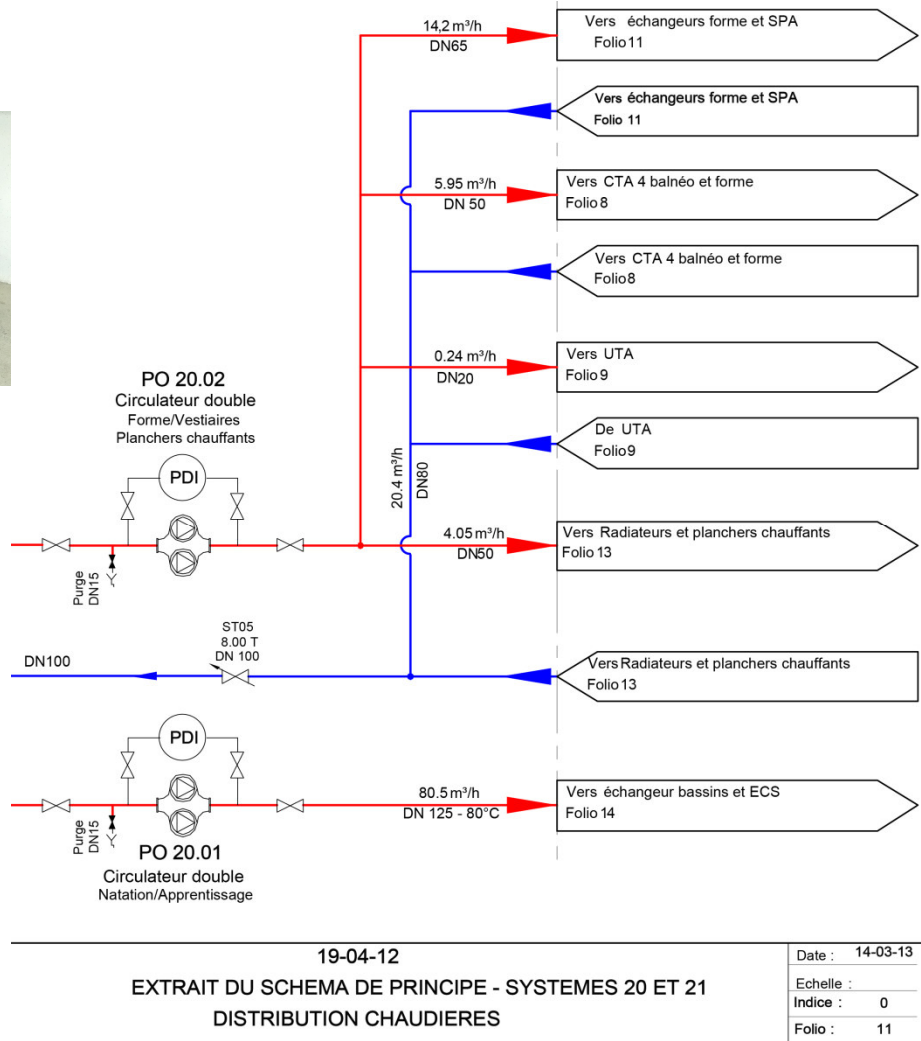 14,2 m³/h
DN65
Vers échangeurs forme et SPA
Folio 11
Vers échangeurs forme et SPA
Folio 11
5.95 m³/h
DN 50
Vers CTA 4 balnéo et forme
Folio 8
Vers CTA 4 balnéo et forme
Folio 8
0.24 m³/h
DN20
Vers UTA
Folio 9
De UTA
Folio 9
20.4 m³/h
DN80
PO 20.02
Circulateur double
Forme/Vestiaires
Planchers chauffants
PDI
Purge
DN15
4.05 m³/h
DN50
Vers Radiateurs et planchers chauffants
Folio 13
ST05
8.00 T
DN 100
DN100
Vers Radiateurs et planchers chauffants
Folio 13
PDI
Purge
DN15
PO 20.01
Circulateur double
Natation/Apprentissage
80.5 m³/h
DN 125 - 80°C
Vers échangeur bassins et ECS
Folio 14
19-04-12
EXTRAIT DU SCHEMA DE PRINCIPE - SYSTEMES 20 ET 21
DISTRIBUTION CHAUDIERES
Date : 14-03-13
Echelle :
Indice : 0
Folio : 11